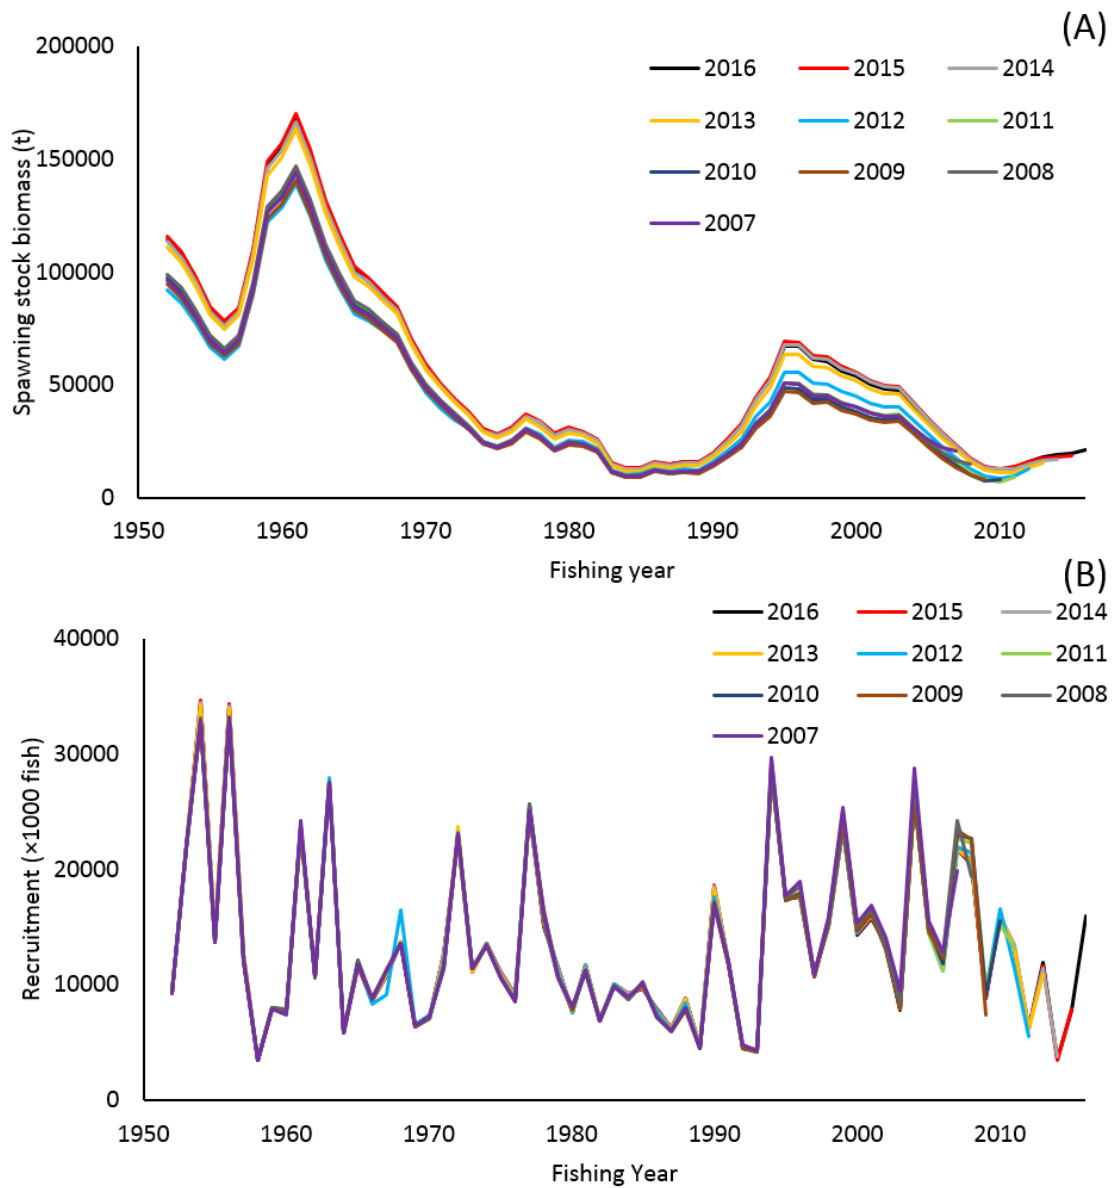 (A)
200000
150000
100000
50000
0
Spawning stock biomass (t)
2016 2015 2014
2013 2012 2011
2010 2009 2008
2007
1950 1960 1970 1980 1990 2000 2010
Fishing year
(B)
40000
30000
20000
10000
0
Recruitment (×1000 fish)
2016 2015 2014
2013 2012 2011
2010 2009 2008
2007
1950 1960 1970 1980 1990 2000 2010
Fishing Year